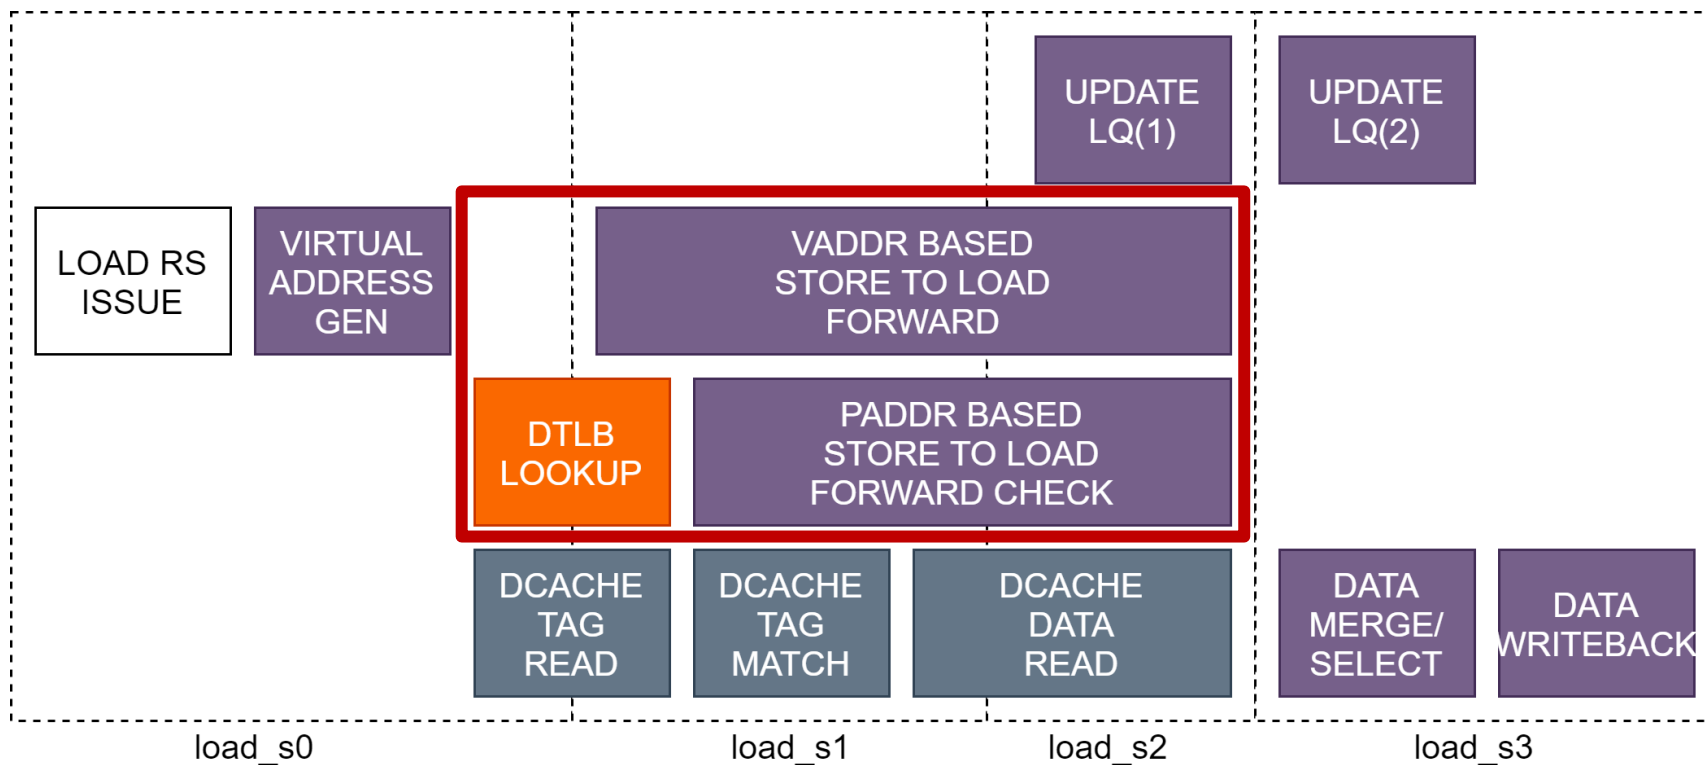 UPDATE
LQ(1)
UPDATE
LQ(2)
LOAD RS
ISSUE
VIRTUAL
ADDRESS
GEN
VADDR BASED
STORE TO LOAD
FORWARD
DTLB
LOOKUP
PADDR BASED
STORE TO LOAD
FORWARD CHECK
DCACHE
TAG
READ
DCACHE
TAG
MATCH
DCACHE
DATA
READ
DATA
MERGE/
SELECT
DATA
WRITEBACK
load_s0
load_s1
load_s2
load_s3